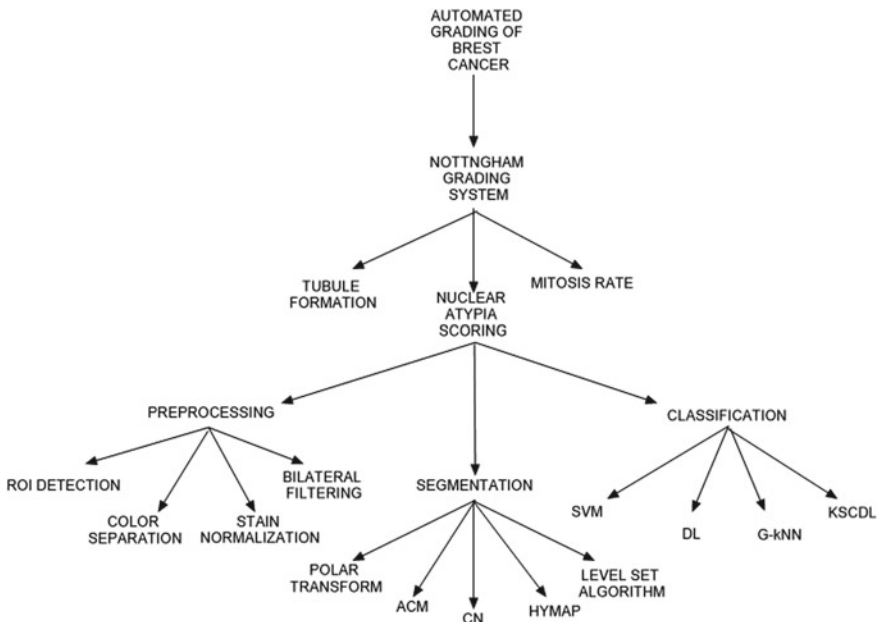 AUTOMATED
GRADING OF
BREST
CANCER
NOTTNGHAM
GRADING
SYSTEM
TUBULE
FORMATION
NUCLEAR
ATYPIA
SCORING
MITOSIS RATE
PREPROCESSING
CLASSIFICATION
ROI DETECTION
COLOR
SEPARATION
STAIN
NORMALIZATION
BILATERAL
FILTERING
SEGMENTATION
SVM
DL
G-kNN
KSCDL
POLAR
TRANSFORM
ACM
CN
HYMAP
LEVEL SET
ALGORITHM